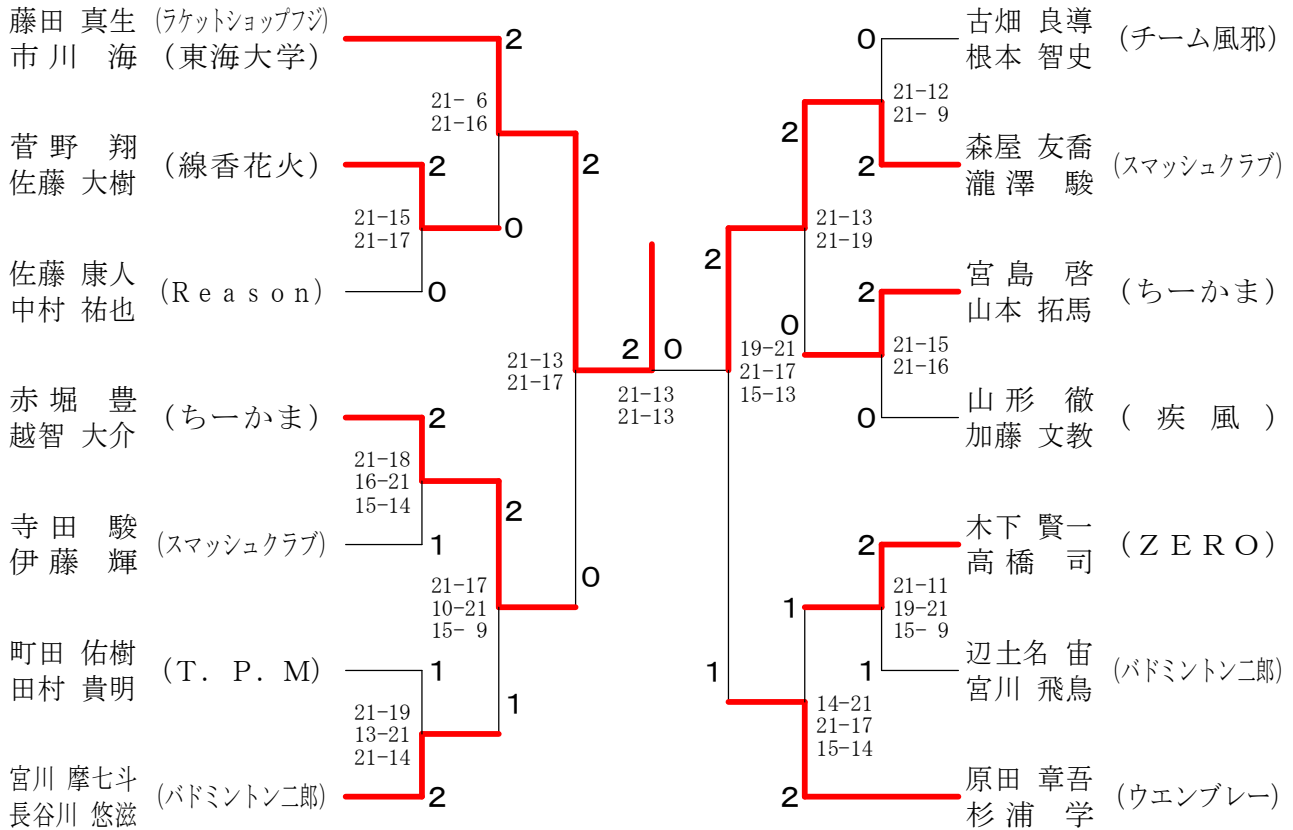 藤田 真生 (ラケットショップフジ)
市川 海 (東海大学)
2
21- 6
21-16
菅野 翔
佐藤 大樹
(線香花火)
2
21-15
21-17
0
佐藤 康人
中村 祐也
(Reason)
0
2
21-13
21-17
赤堀 豊
越智 大介
(ちーかま)
2
21-18
16-21
15-14
寺田 駿
伊藤 輝
(スマッシュクラブ)
1
2
21-17
10-21
15- 9
0
町田 佑樹
田村 貴明
(T. P. M)
1
21-19
13-21
21-14
1
宮川 摩七斗
長谷川 悠滋
(バドミントン二郎)
2
2 0
21-13
21-13
古畑 良導
根本 智史
(チーム風邪)
0
21-12
21- 9
2
森屋 友喬
瀧澤 駿
(スマッシュクラブ)
2
21-13
21-19
2
宮島 啓
山本 拓馬
(ちーかま)
2
0
21-15
21-16
19-21
21-17
15-13
山形 徹
加藤 文教
(疾風)
0
木下 賢一
高橋 司
(ZERO)
2
21-11
19-21
15- 9
1
辺土名 宙
宮川 飛鳥
(バドミントン二郎)
1
1
14-21
21-17
15-14
原田 章吾
杉浦 学
(ウエンブレー)
2